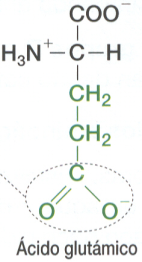 COO⁻
H₃N⁺–C–H
CH₂
CH₂
C
O O⁻
Ácido glutámico